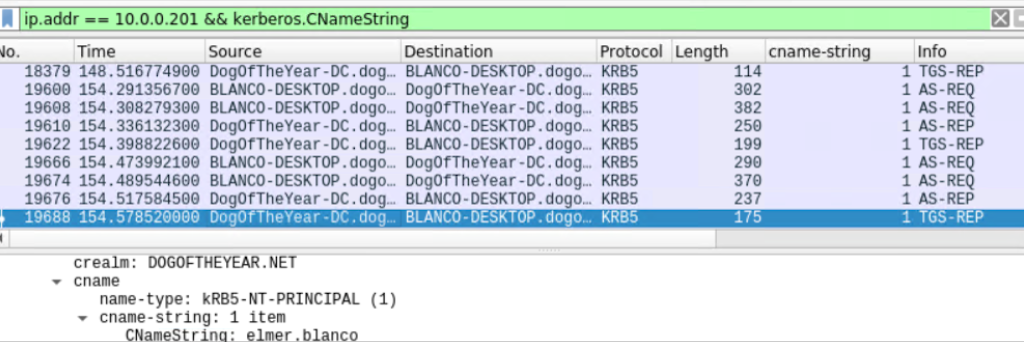 ip.addr == 10.0.0.201 && kerberos.CNameString
No. Time Source Destination Protocol Length cname-string Info
18379 148.516774900 DogOfTheYear-DC.dog… BLANCO-DESKTOP.dogo… KRB5 114 1 TGS-REP
19600 154.291356700 BLANCO-DESKTOP.dogo… DogOfTheYear-DC.dog… KRB5 302 1 AS-REQ
19608 154.308279300 BLANCO-DESKTOP.dogo… DogOfTheYear-DC.dog… KRB5 382 1 AS-REQ
19610 154.336132300 DogOfTheYear-DC.dog… BLANCO-DESKTOP.dogo… KRB5 250 1 AS-REP
19622 154.398822600 DogOfTheYear-DC.dog… BLANCO-DESKTOP.dogo… KRB5 199 1 TGS-REP
19666 154.473992100 BLANCO-DESKTOP.dogo… DogOfTheYear-DC.dog… KRB5 290 1 AS-REQ
19674 154.489544600 BLANCO-DESKTOP.dogo… DogOfTheYear-DC.dog… KRB5 370 1 AS-REQ
19676 154.517584500 DogOfTheYear-DC.dog… BLANCO-DESKTOP.dogo… KRB5 237 1 AS-REP
19688 154.578520000 DogOfTheYear-DC.dog… BLANCO-DESKTOP.dogo… KRB5 175 1 TGS-REP
crealm: DOGOFTHEYEAR.NET
cname
name-type: kRB5-NT-PRINCIPAL (1)
cname-string: 1 item
CNameString: elmer.blanco